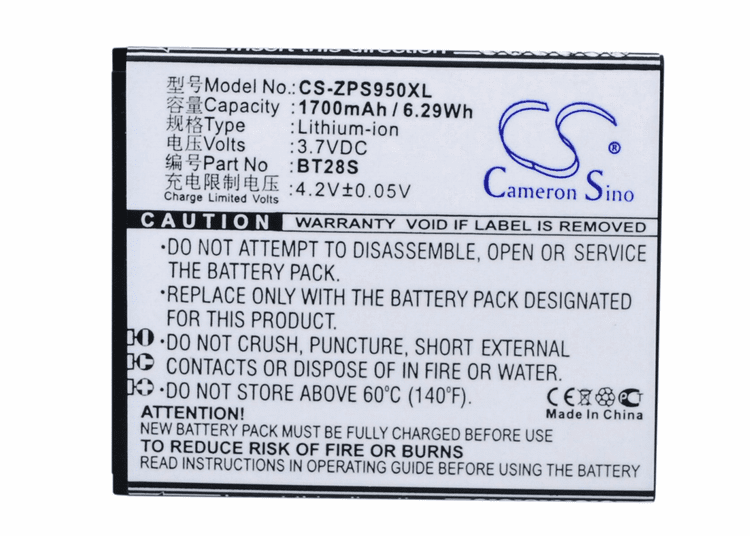 Insert this direction
型号Model No.: CS-ZPS950XL
容量Capacity: 1700mAh / 6.29Wh
规格Type: Lithium-ion
电压Volts: 3.7VDC
编号 BT28S
充电限制电压 4.2V±0.05V
Charge Limited Volts
CS
Cameron Sino
CAUTION WARRANTY VOID IF LABEL IS REMOVED
•DO NOT ATTEMPT TO DISASSEMBLE, OPEN OR SERVICE
THE BATTERY PACK.
•REPLACE ONLY WITH THE BATTERY PACK DESIGNATED
FOR THIS PRODUCT.
•DO NOT CRUSH, PUNCTURE, SHORT EXTERNAL
CONTACTS OR DISPOSE OF IN FIRE OR WATER.
•DO NOT STORE ABOVE 60°C (140°F).
CE
Made In China
ATTENTION!
NEW BATTERY PACK MUST BE FULLY CHARGED BEFORE USE
TO REDUCE RISK OF FIRE OR BURNS
READ INSTRUCTIONS IN OPERATING GUIDE BEFORE USING BATTERY